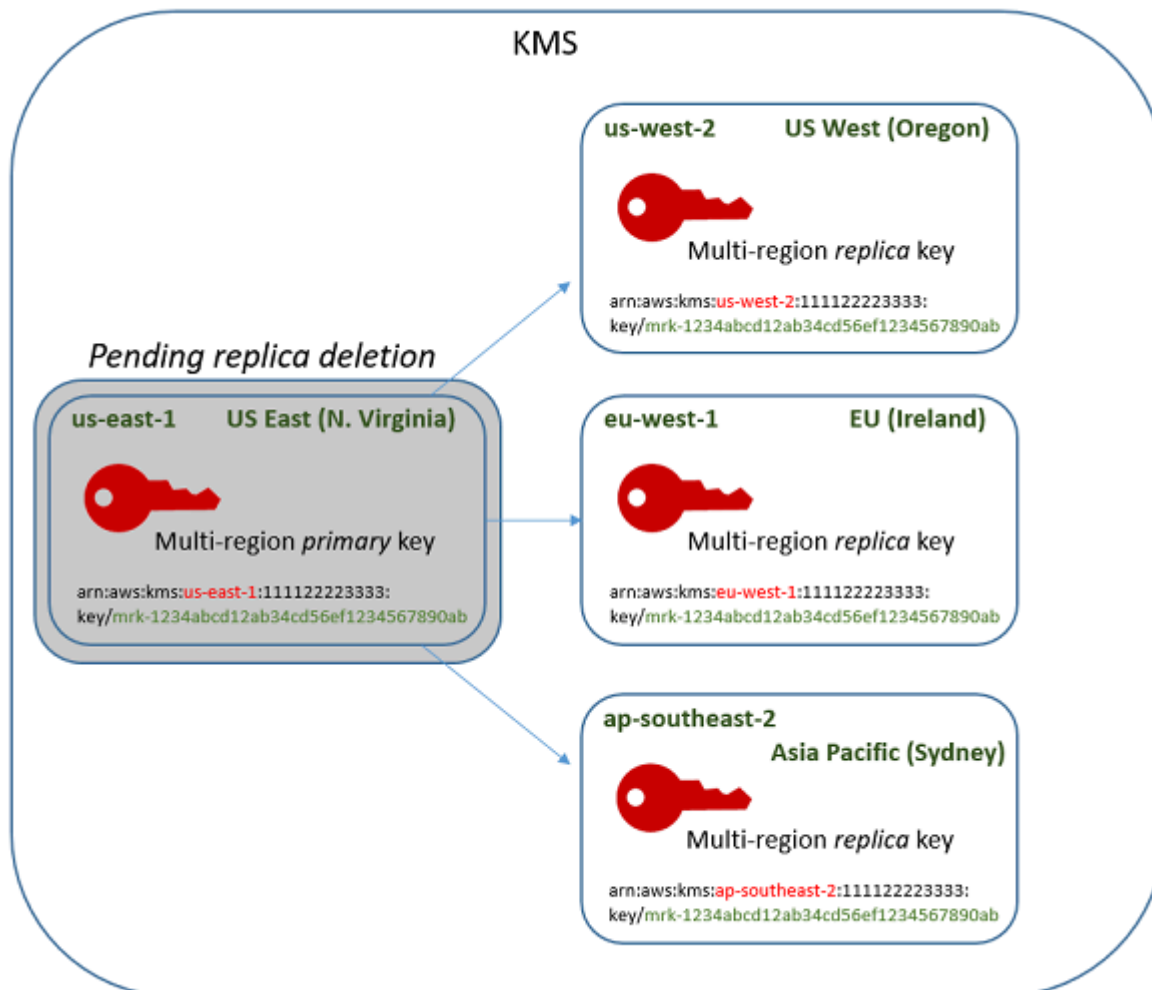 KMS
us-west-2 US West (Oregon)
Multi-region replica key
arn:aws:kms:us-west-2:111122223333:
key/mrk-1234abcd12ab34cd56ef1234567890ab
Pending replica deletion
us-east-1 US East (N. Virginia)
Multi-region primary key
arn:aws:kms:us-east-1:111122223333:
key/mrk-1234abcd12ab34cd56ef1234567890ab
eu-west-1 EU (Ireland)
Multi-region replica key
arn:aws:kms:eu-west-1:111122223333:
key/mrk-1234abcd12ab34cd56ef1234567890ab
ap-southeast-2
Asia Pacific (Sydney)
Multi-region replica key
arn:aws:kms:ap-southeast-2:111122223333:
key/mrk-1234abcd12ab34cd56ef1234567890ab